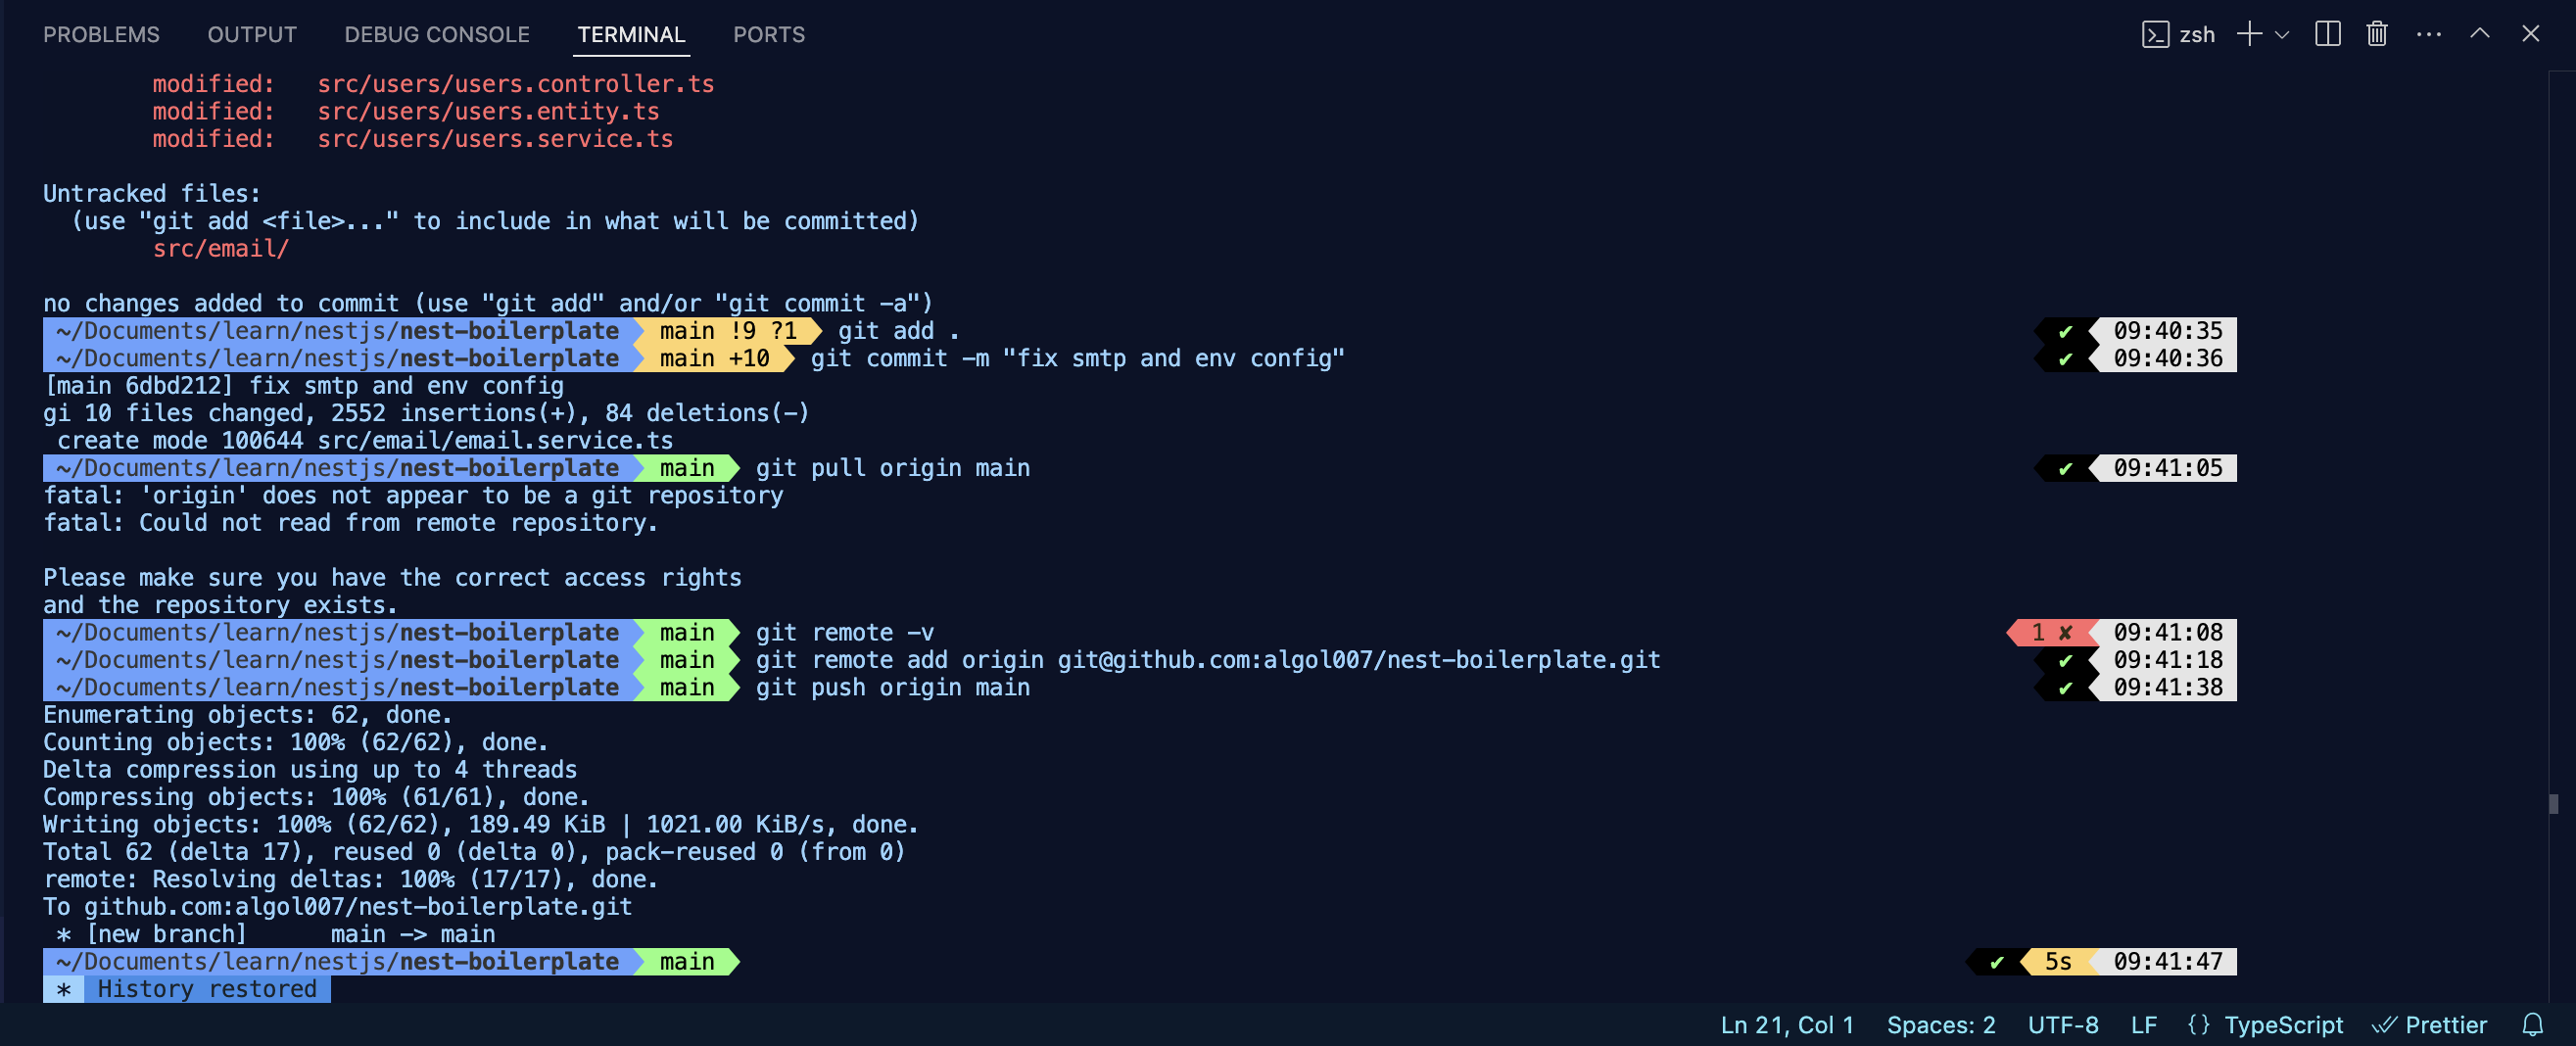 PROBLEMS OUTPUT DEBUG CONSOLE TERMINAL PORTS zsh
modified: src/users/users.controller.ts
modified: src/users/users.entity.ts
modified: src/users/users.service.ts
Untracked files:
(use "git add <file>..." to include in what will be committed)
src/email/
no changes added to commit (use "git add" and/or "git commit -a")
~/Documents/learn/nestjs/nest-boilerplate main !9 ?1 git add . ✔ 09:40:35
~/Documents/learn/nestjs/nest-boilerplate main +10 git commit -m "fix smtp and env config" ✔ 09:40:36
[main 6dbd212] fix smtp and env config
gi 10 files changed, 2552 insertions(+), 84 deletions(-)
create mode 100644 src/email/email.service.ts
~/Documents/learn/nestjs/nest-boilerplate main git pull origin main ✔ 09:41:05
fatal: 'origin' does not appear to be a git repository
fatal: Could not read from remote repository.
Please make sure you have the correct access rights
and the repository exists.
~/Documents/learn/nestjs/nest-boilerplate main git remote -v 1 ✘ 09:41:08
~/Documents/learn/nestjs/nest-boilerplate main git remote add origin git@github.com:algol007/nest-boilerplate.git ✔ 09:41:18
~/Documents/learn/nestjs/nest-boilerplate main git push origin main ✔ 09:41:38
Enumerating objects: 62, done.
Counting objects: 100% (62/62), done.
Delta compression using up to 4 threads
Compressing objects: 100% (61/61), done.
Writing objects: 100% (62/62), 189.49 KiB | 1021.00 KiB/s, done.
Total 62 (delta 17), reused 0 (delta 0), pack-reused 0 (from 0)
remote: Resolving deltas: 100% (17/17), done.
To github.com:algol007/nest-boilerplate.git
* [new branch] main -> main
~/Documents/learn/nestjs/nest-boilerplate main ✔ 5s 09:41:47
* History restored
Ln 21, Col 1 Spaces: 2 UTF-8 LF {} TypeScript Prettier